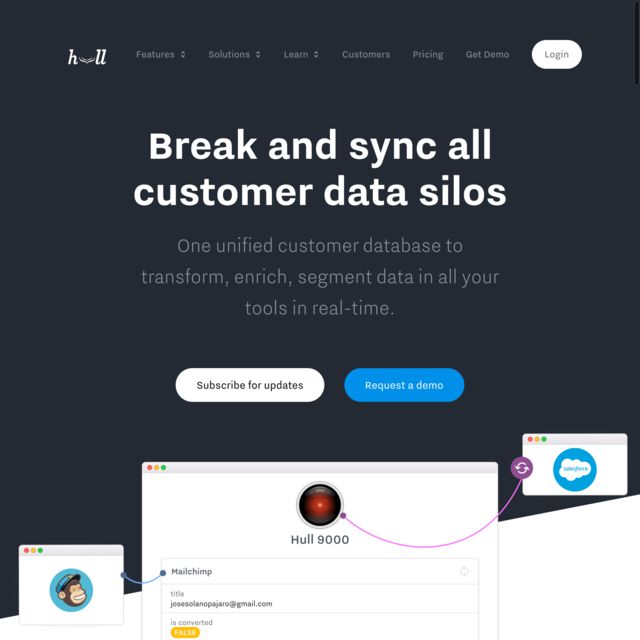 hull
Features
Solutions
Learn
Customers
Pricing
Get Demo
Login
Break and sync all
customer data silos
One unified customer database to
transform, enrich, segment data in all your
tools in real-time.
Subscribe for updates
Request a demo
salesforce
Hull 9000
Mailchimp
title
josesolanopajaro@gmail.com
is converted
FALSE